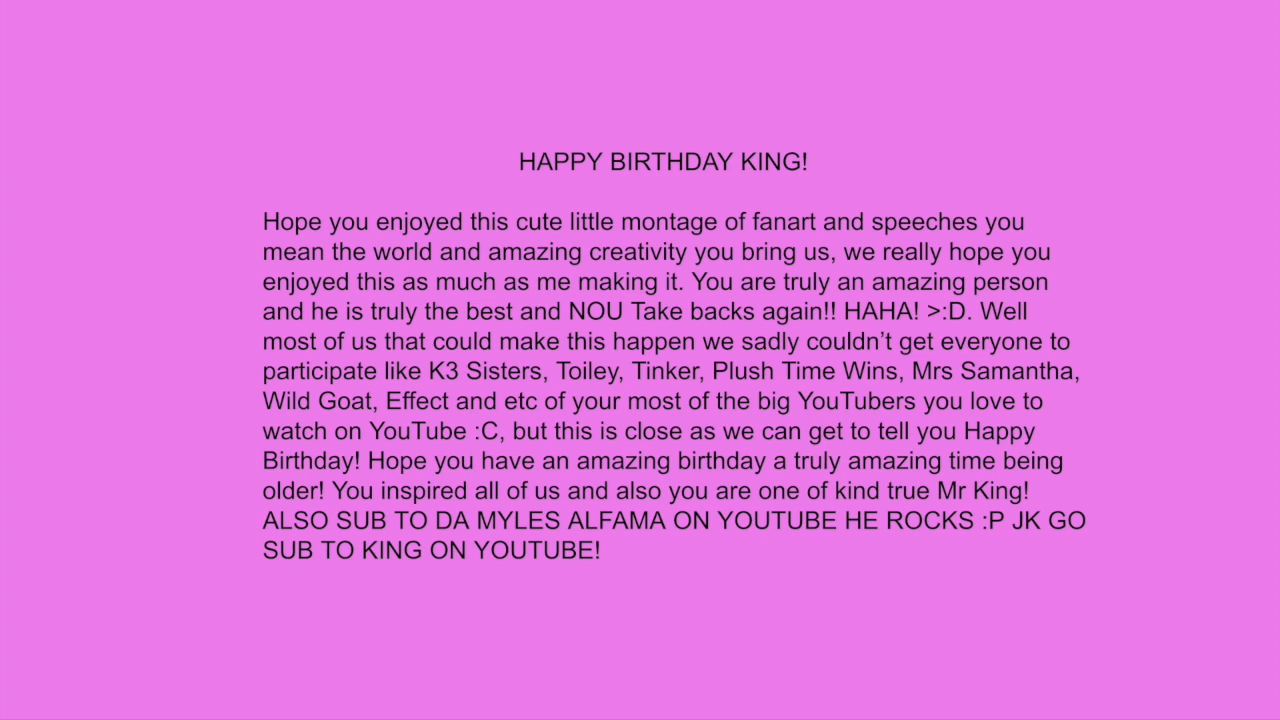 HAPPY BIRTHDAY KING!
Hope you enjoyed this cute little montage of fanart and speeches you
mean the world and amazing creativity you bring us, we really hope you
enjoyed this as much as me making it. You are truly an amazing person
and he is truly the best and NOU Take backs again!! HAHA! >:D. Well
most of us that could make this happen we sadly couldn’t get everyone to
participate like K3 Sisters, Toiley, Tinker, Plush Time Wins, Mrs Samantha,
Wild Goat, Effect and etc of your most of the big YouTubers you love to
watch on YouTube :C, but this is close as we can get to tell you Happy
Birthday! Hope you have an amazing birthday a truly amazing time being
older! You inspired all of us and also you are one of kind true Mr King!
ALSO SUB TO DA MYLES ALFAMA ON YOUTUBE HE ROCKS :P JK GO
SUB TO KING ON YOUTUBE!